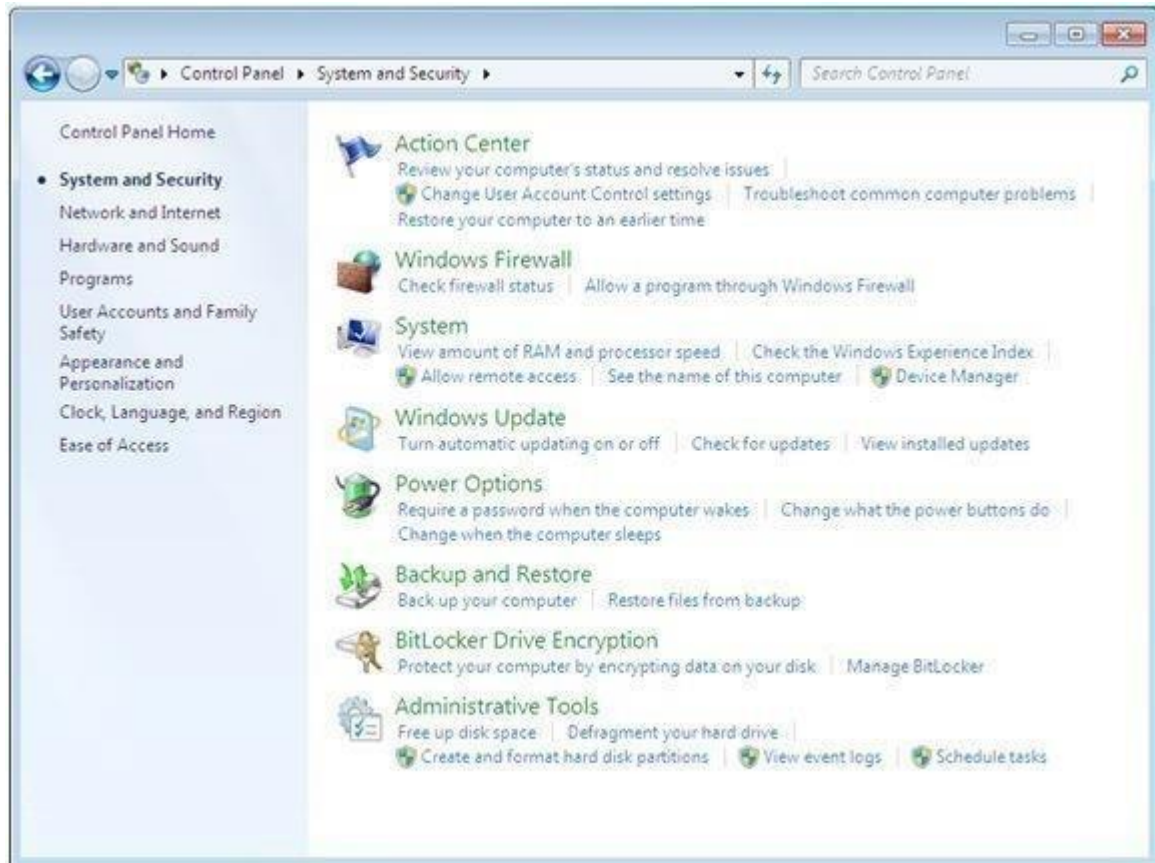 Control Panel System and Security Search Control Panel
Control Panel Home
System and Security
Network and Internet
Hardware and Sound
Programs
User Accounts and Family
Safety
Appearance and
Personalization
Clock, Language, and Region
Ease of Access
Action Center
Review your computer's status and resolve issues
Change User Account Control settings Troubleshoot common computer problems
Restore your computer to an earlier time
Windows Firewall
Check firewall status Allow a program through Windows Firewall
System
View amount of RAM and processor speed Check the Windows Experience Index
Allow remote access See the name of this computer Device Manager
Windows Update
Turn automatic updating on or off Check for updates View installed updates
Power Options
Require a password when the computer wakes Change what the power buttons do
Change when the computer sleeps
Backup and Restore
Back up your computer Restore files from backup
BitLocker Drive Encryption
Protect your computer by encrypting data on your disk Manage BitLocker
Administrative Tools
Free up disk space Defragment your hard drive
Create and format hard disk partitions View event logs Schedule tasks